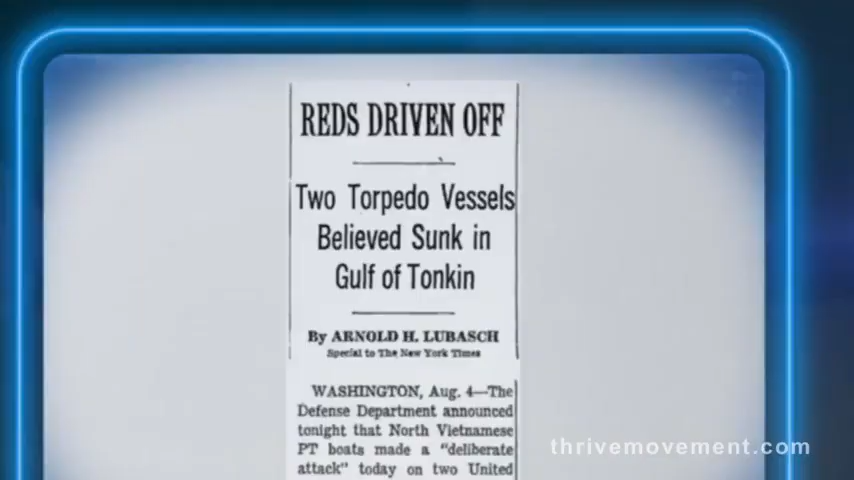 REDS DRIVEN OFF
Two Torpedo Vessels
Believed Sunk in
Gulf of Tonkin
By ARNOLD H. LUBASCH
Special to The New York Times
WASHINGTON, Aug. 4—The
Defense Department announced
tonight that North Vietnamese
PT boats made a "deliberate
attack" today on two United
thrivemovement.com